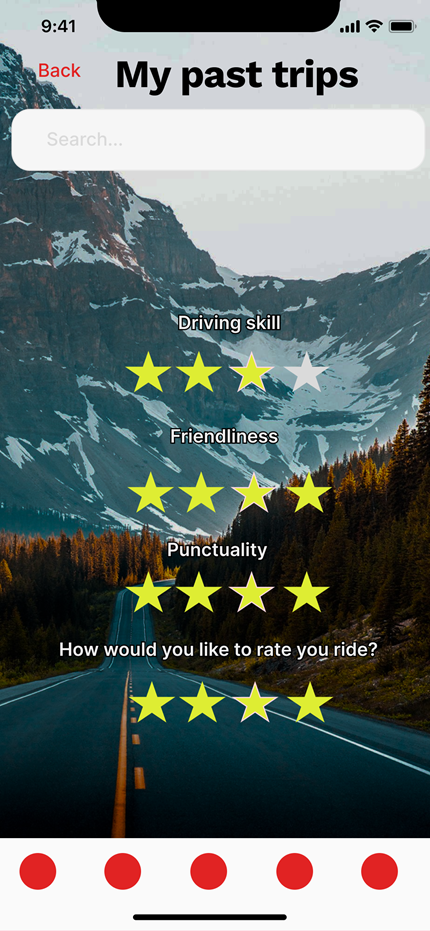 9:41
Back
My past trips
Search...
Driving skill
Friendliness
Punctuality
How would you like to rate you ride?